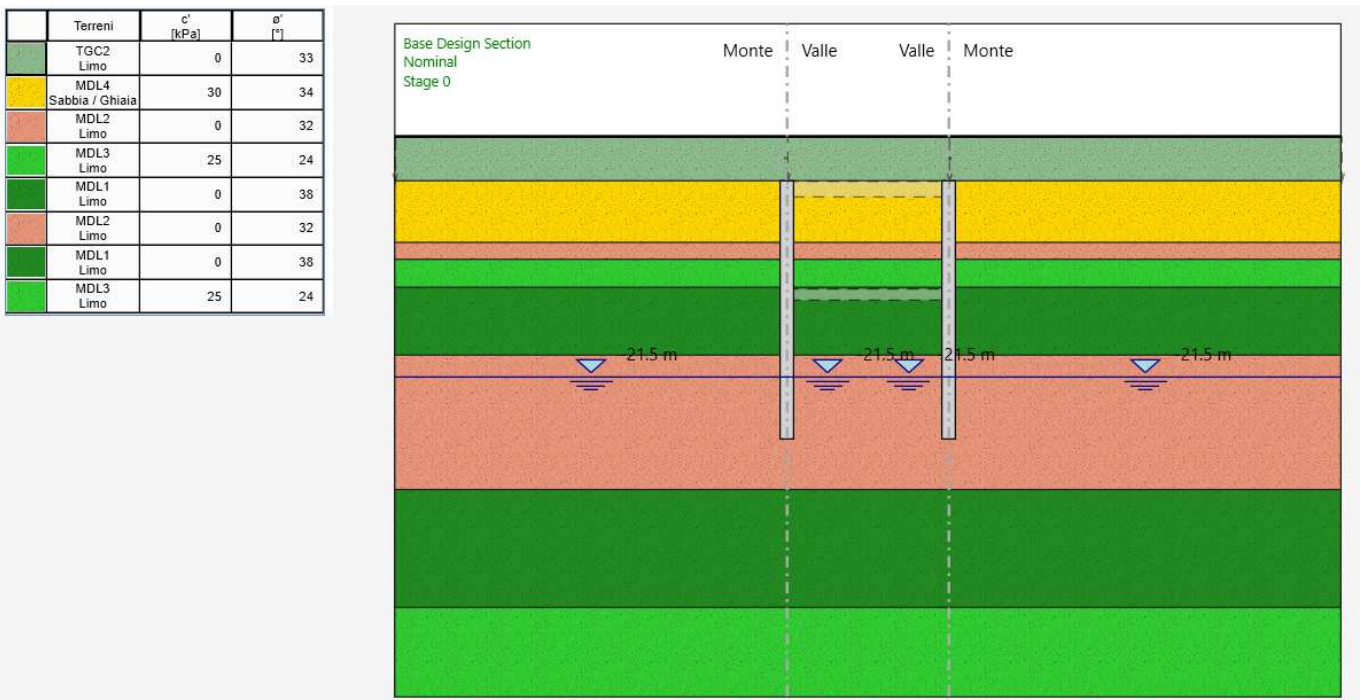 Terreni c' ø'
[kPa] [°]
TGC2
Limo 0 33
MDL4
Sabbia / Ghiaia 30 34
MDL2
Limo 0 32
MDL3
Limo 25 24
MDL1
Limo 0 38
MDL2
Limo 0 32
MDL1
Limo 0 38
MDL3
Limo 25 24
Base Design Section
Nominal
Stage 0
Monte Valle Valle Monte
-21.5 m -21.5 m -21.5 m -21.5 m